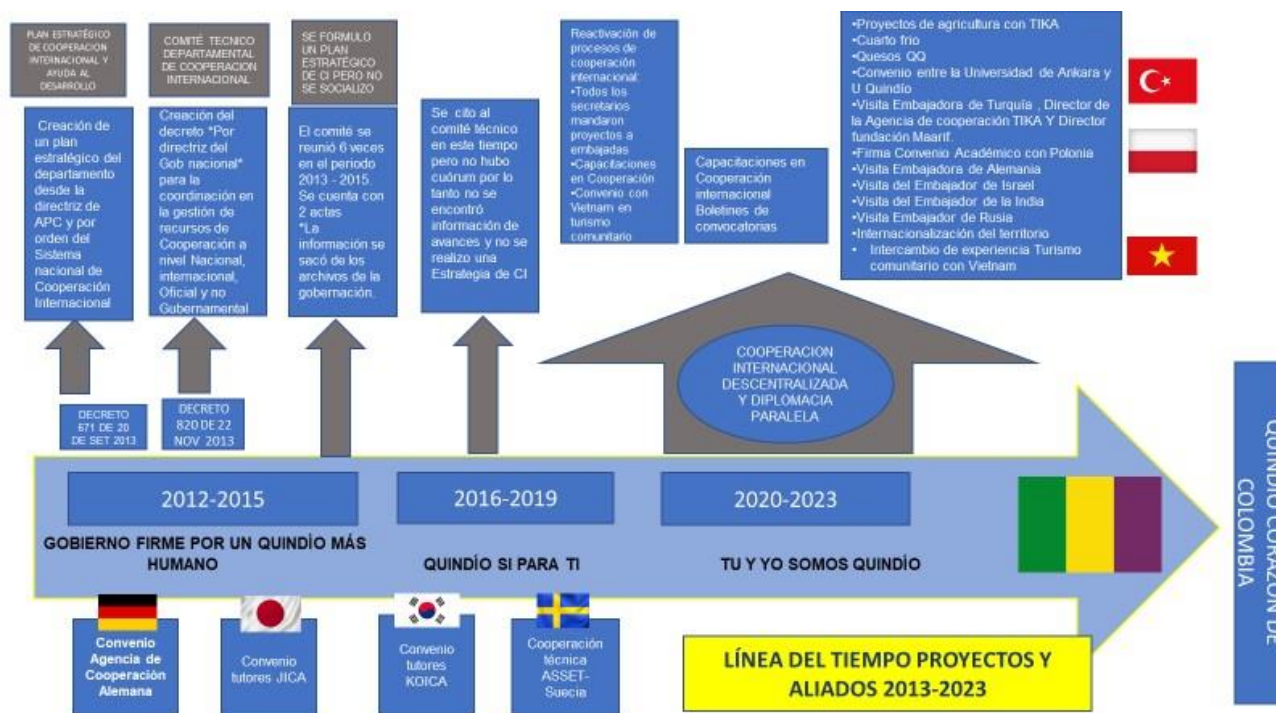 PLAN ESTRATÉGICO
DE COOPERACION
INTERNACIONAL Y
AYUDA AL
DESARROLLO
COMITÉ TECNICO
DEPARTAMENTAL
DE COOPERACION
INTERNACIONAL
SE FORMULO
UN PLAN
ESTRATÉGICO
DE CI PERO NO
SE SOCIALIZO
Creación de
un plan
estratégico del
departamento
desde la
directriz de
APC y por
orden del
Sistema
nacional de
Cooperación
Internacional
Creación del
decreto *Por
directriz del
Gob nacional*
para la
coordinación en
la gestión de
recursos de
Cooperación a
nivel Nacional,
internacional,
Oficial y no
Gubernamental
El comité se
reunió 6 veces
en el periodo
2013 - 2015.
Se cuenta con
2 actas
*La
información se
sacó de los
archivos de la
gobernación.
Se cito al
comité técnico
en este tiempo
pero no hubo
cuórum por lo
tanto no se
encontró
información de
avances y no se
realizo una
Estrategia de CI
Reactivación de
procesos de
cooperación
internacional:
•Todos los
secretarios
mandaron
proyectos a
embajadas
•Capacitaciones
en Cooperación
•Convenio con
Vietnam en
turismo
comunitario
Capacitaciones en
Cooperación
internacional
Boletines de
convocatorias
•Proyectos de agricultura con TIKA
•Cuarto frio
•Quesos QQ
•Convenio entre la Universidad de Ankara y
U Quindío
•Visita Embajadora de Turquía , Director de
la Agencia de cooperación TIKA Y Director
fundación Maarif.
•Firma Convenio Académico con Polonia
•Visita Embajadora de Alemania
•Visita del Embajador de Israel
•Visita del Embajador de la India
•Visita Embajador de Rusia
•Internacionalización del territorio
• Intercambio de experiencia Turismo
comunitario con Vietnam
DECRETO
671 DE 20
DE SET 2013
DECRETO
820 DE 22
NOV 2013
COOPERACION
INTERNACIONAL
DESCENTRALIZADA
Y DIPLOMACIA
PARALELA
2012-2015
2016-2019
2020-2023
GOBIERNO FIRME POR UN QUINDÌO MÁS
HUMANO
QUINDÌO SI PARA TI
TU Y YO SOMOS QUINDÌO
QUINDIO CORAZON DE
COLOMBIA
Convenio
Agencia de
Cooperación
Alemana
Convenio
tutores JICA
Convenio
tutores
KOICA
Cooperación
técnica
ASSET-
Suecia
LÍNEA DEL TIEMPO PROYECTOS Y
ALIADOS 2013-2023